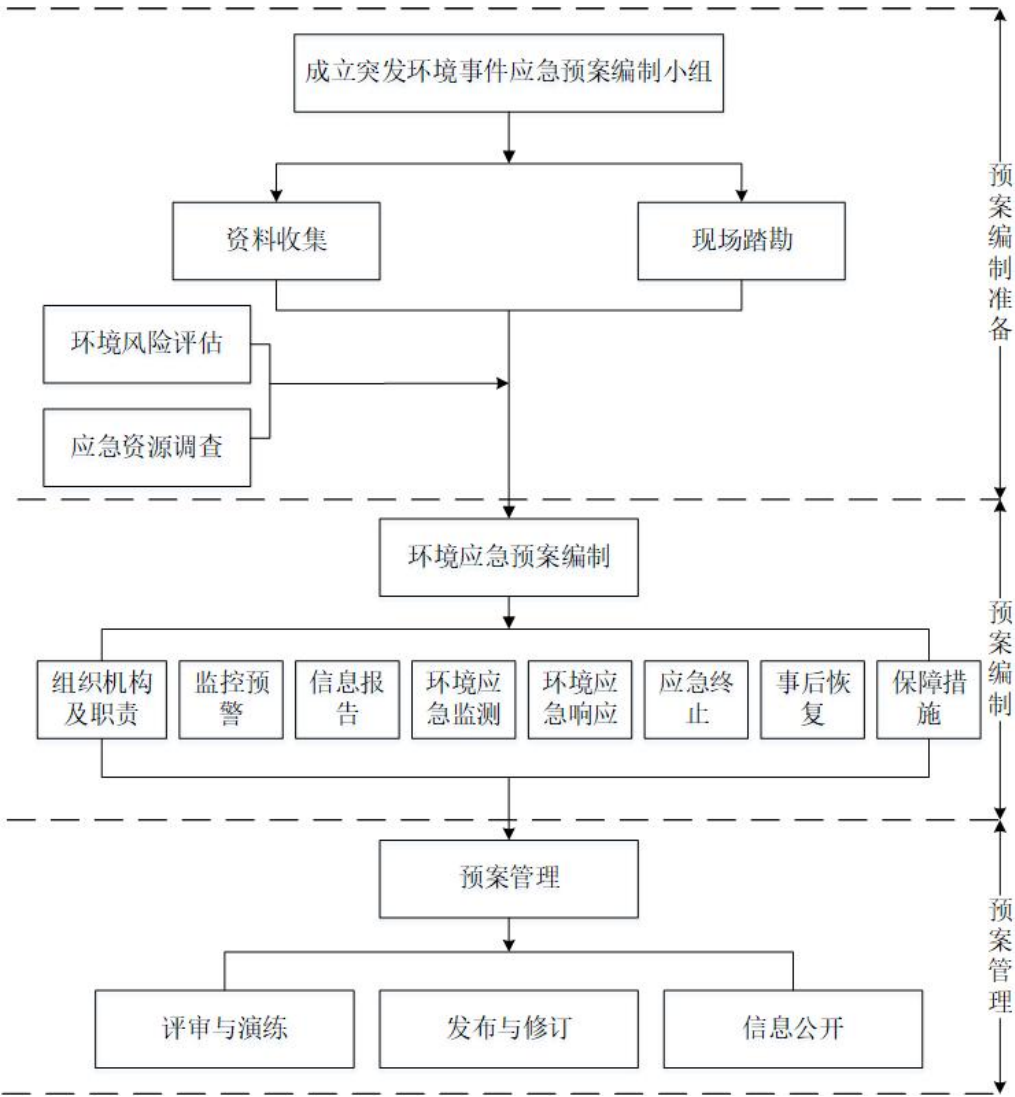 成立突发环境事件应急预案编制小组
资料收集
现场踏勘
环境风险评估
应急资源调查
预案编制准备
环境应急预案编制
组织机构
及职责
监控预
警
信息报
告
环境应
急监测
环境应
急响应
应急终
止
事后恢
复
保障措
施
预案编制
预案管理
评审与演练
发布与修订
信息公开
预案管理